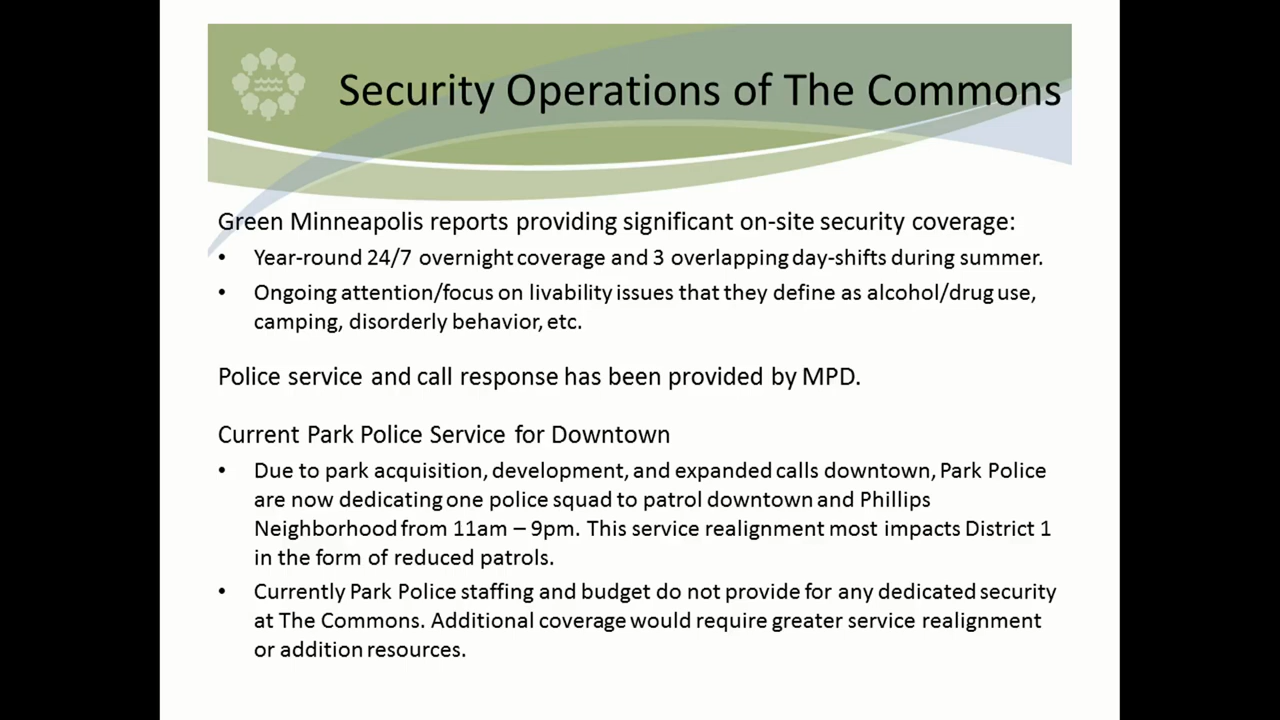 Security Operations of The Commons
Green Minneapolis reports providing significant on-site security coverage:
• Year-round 24/7 overnight coverage and 3 overlapping day-shifts during summer.
• Ongoing attention/focus on livability issues that they define as alcohol/drug use,
camping, disorderly behavior, etc.
Police service and call response has been provided by MPD.
Current Park Police Service for Downtown
• Due to park acquisition, development, and expanded calls downtown, Park Police
are now dedicating one police squad to patrol downtown and Phillips
Neighborhood from 11am – 9pm. This service realignment most impacts District 1
in the form of reduced patrols.
• Currently Park Police staffing and budget do not provide for any dedicated security
at The Commons. Additional coverage would require greater service realignment
or addition resources.